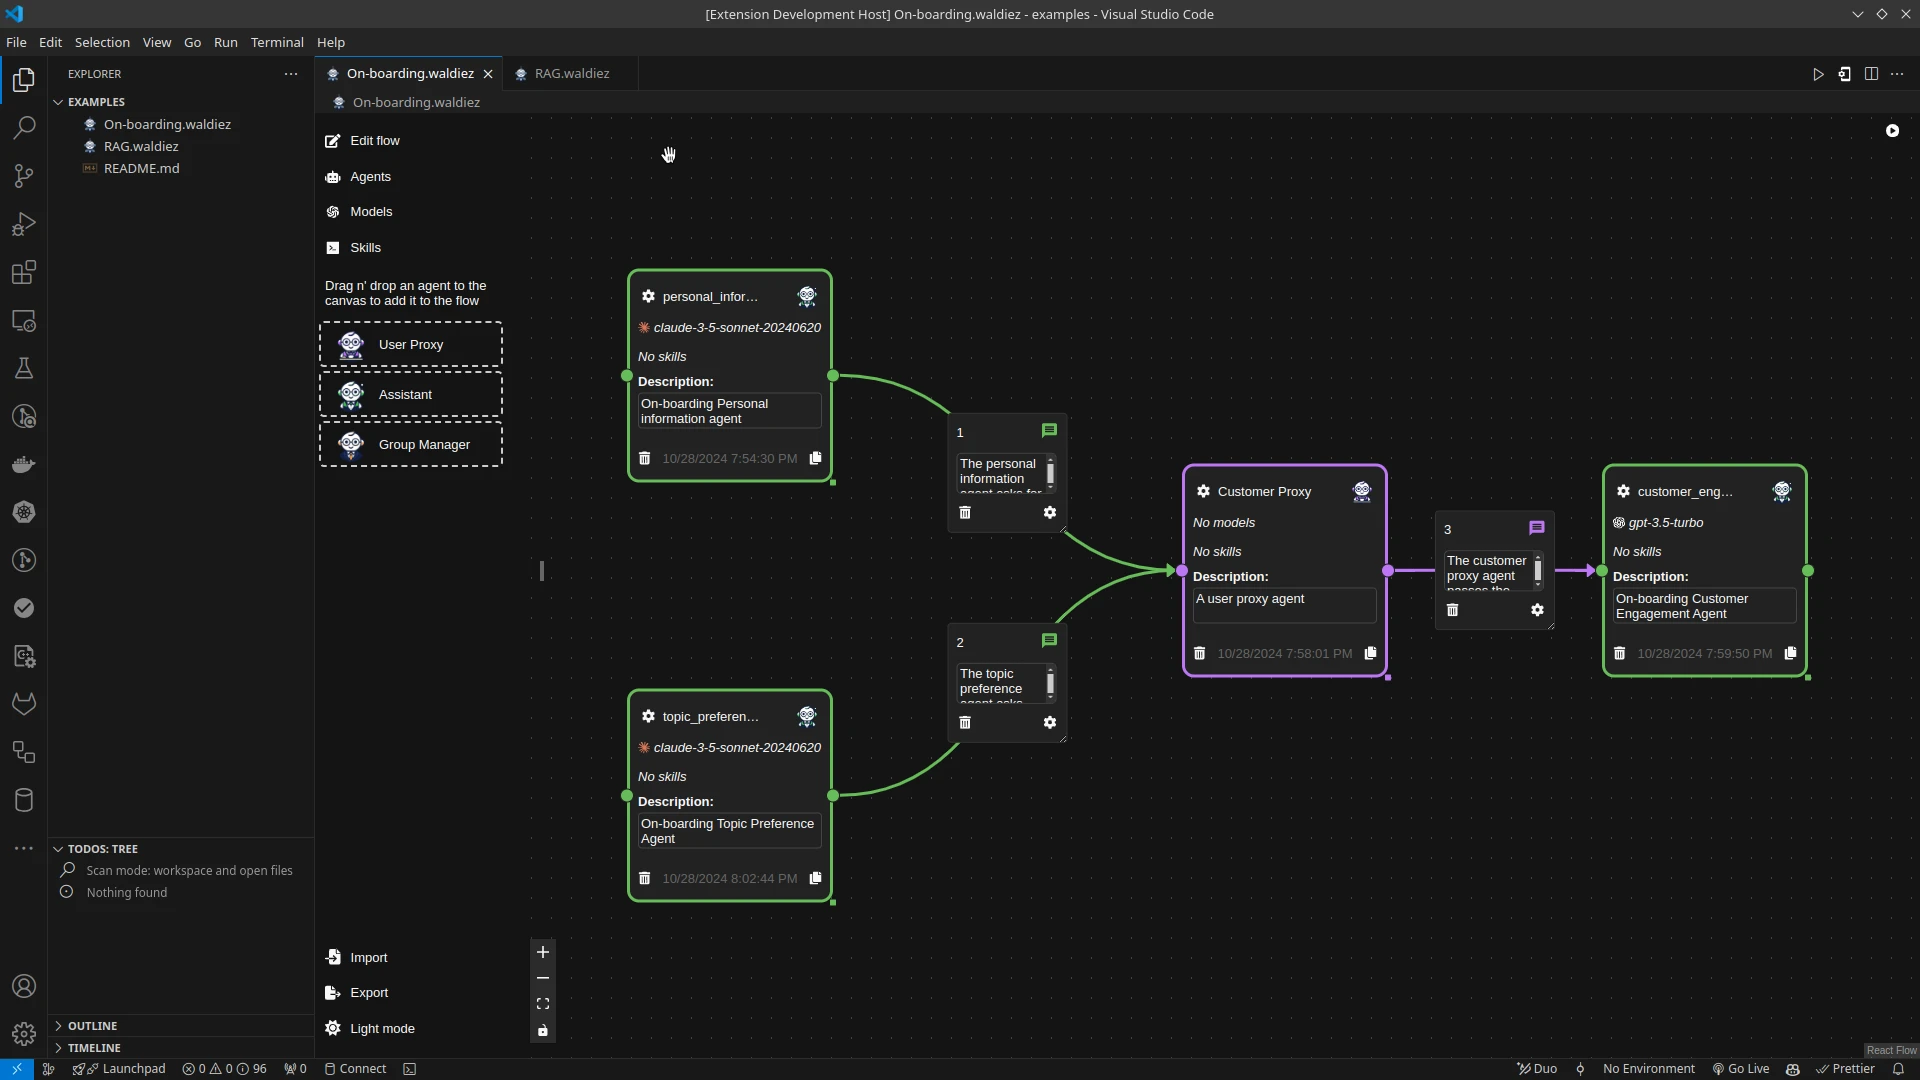 [Extension Development Host] On-boarding.waldiez - examples - Visual Studio Code
File Edit Selection View Go Run Terminal Help
EXPLORER
EXAMPLES
On-boarding.waldiez
RAG.waldiez
README.md
TODOS: TREE
Scan mode: workspace and open files
Nothing found
OUTLINE
TIMELINE
On-boarding.waldiez
RAG.waldiez
On-boarding.waldiez
Edit flow
Agents
Models
Skills
Drag n' drop an agent to the
canvas to add it to the flow
User Proxy
Assistant
Group Manager
Import
Export
Light mode
personal_infor…
claude-3-5-sonnet-20240620
No skills
Description:
On-boarding Personal
information agent
10/28/2024 7:54:30 PM
topic_preferen…
claude-3-5-sonnet-20240620
No skills
Description:
On-boarding Topic Preference
Agent
10/28/2024 8:02:44 PM
1
The personal
information
agent asks for
2
The topic
preference
agent asks
Customer Proxy
No models
No skills
Description:
A user proxy agent
10/28/2024 7:58:01 PM
3
The customer
proxy agent
passes the
customer_eng…
gpt-3.5-turbo
No skills
Description:
On-boarding Customer
Engagement Agent
10/28/2024 7:59:50 PM
React Flow
Launchpad 0 0 96 0 Connect Duo No Environment Go Live Prettier